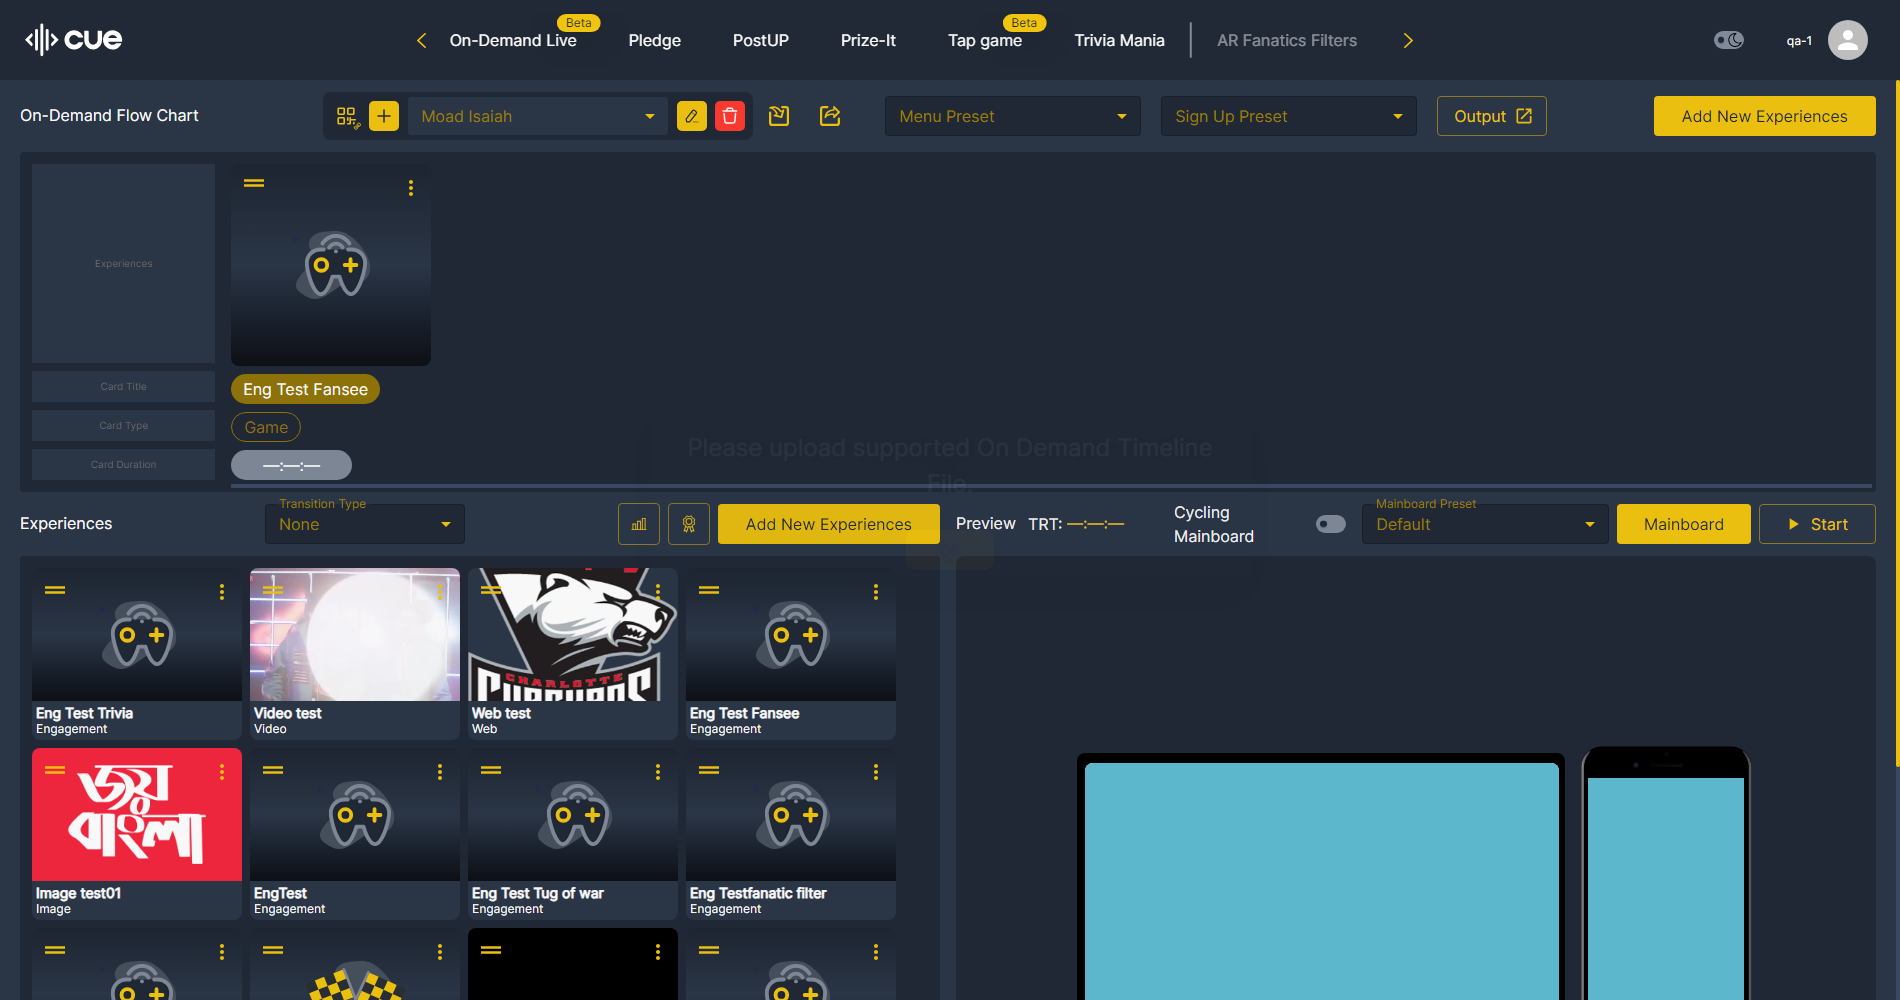 cue
Beta
Beta
On-Demand Live
Pledge
PostUP
Prize-It
Tap game
Trivia Mania
AR Fanatics Filters
qa-1
On-Demand Flow Chart
Moad Isaiah
Menu Preset
Sign Up Preset
Output
Add New Experiences
Experiences
Card Title
Eng Test Fansee
Card Type
Game
Card Duration
—:—:—
Please upload supported On Demand Timeline
File.
Experiences
Transition Type
None
Add New Experiences
Preview
TRT: —:—:—
Cycling
Mainboard
Mainboard Preset
Default
Mainboard
Start
CHARLOTTE
Eng Test Trivia
Engagement
Video test
Video
Web test
Web
Eng Test Fansee
Engagement
জয়
বাংলা
Image test01
Image
EngTest
Engagement
Eng Test Tug of war
Engagement
Eng Testfanatic filter
Engagement